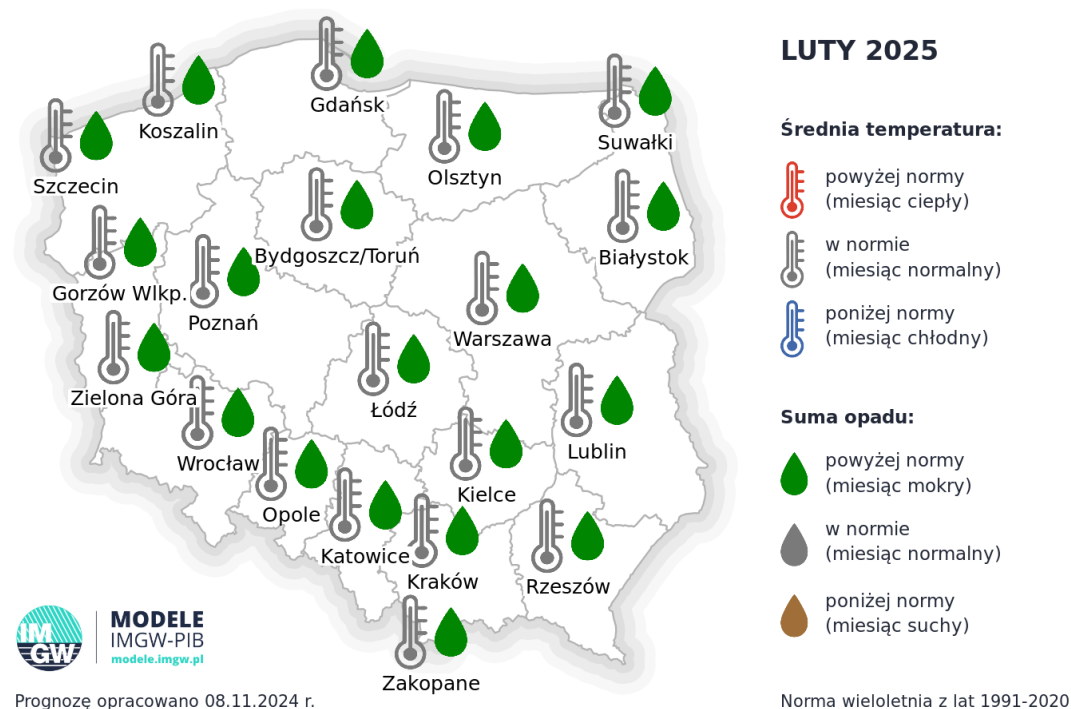 LUTY 2025
Średnia temperatura:
powyżej normy
(miesiąc ciepły)
w normie
(miesiąc normalny)
poniżej normy
(miesiąc chłodny)
Suma opadu:
powyżej normy
(miesiąc mokry)
w normie
(miesiąc normalny)
poniżej normy
(miesiąc suchy)
Gdańsk
Koszalin
Suwałki
Olsztyn
Szczecin
Bydgoszcz/Toruń
Białystok
Gorzów Wlkp.
Poznań
Warszawa
Zielona Góra
Łódź
Lublin
Wrocław
Kielce
Opole
Katowice
Kraków
Rzeszów
Zakopane
IM
GW
MODELE
IMGW-PIB
modele.imgw.pl
Prognozę opracowano 08.11.2024 r.
Norma wieloletnia z lat 1991-2020